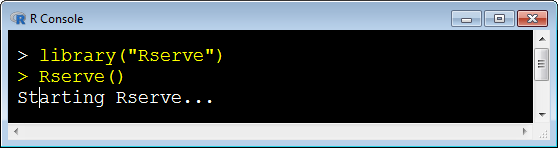 R Console
> library("Rserve")
> Rserve()
Starting Rserve...